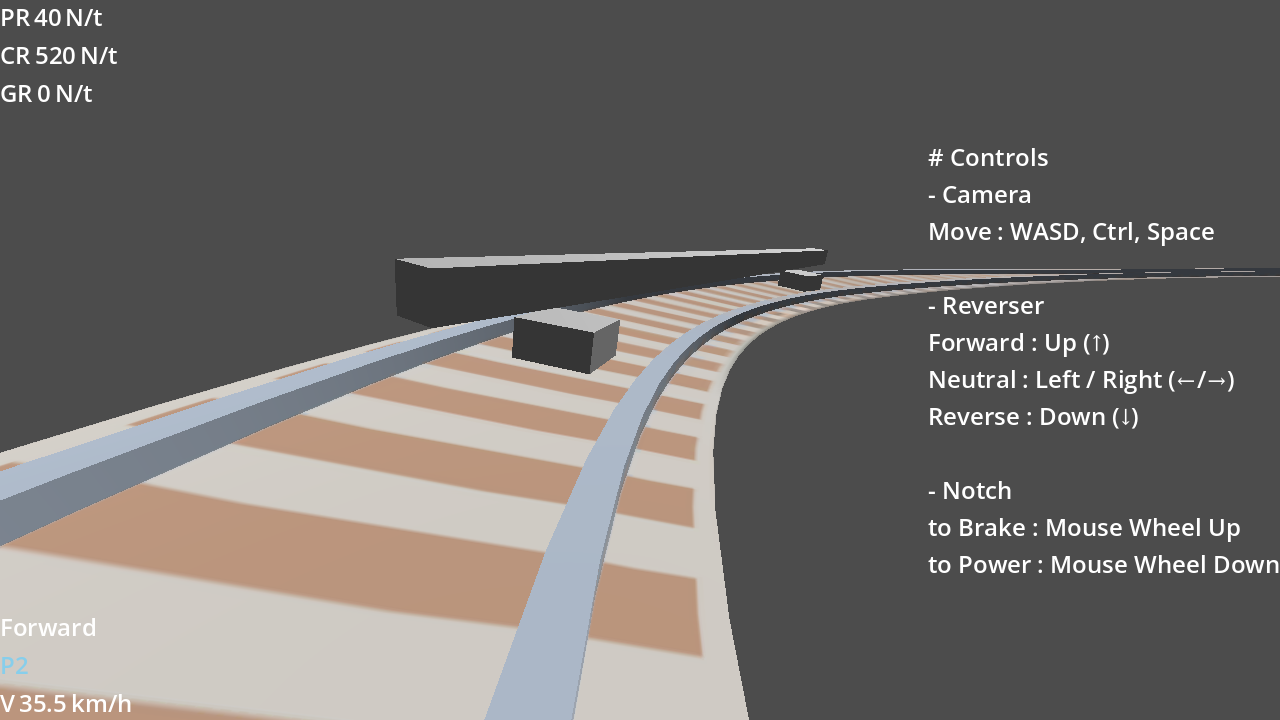 PR 40 N/t
CR 520 N/t
GR 0 N/t
# Controls
- Camera
Move : WASD, Ctrl, Space
- Reverser
Forward : Up (↑)
Neutral : Left / Right (←/→)
Reverse : Down (↓)
- Notch
to Brake : Mouse Wheel Up
to Power : Mouse Wheel Down
Forward
P2
V 35.5 km/h